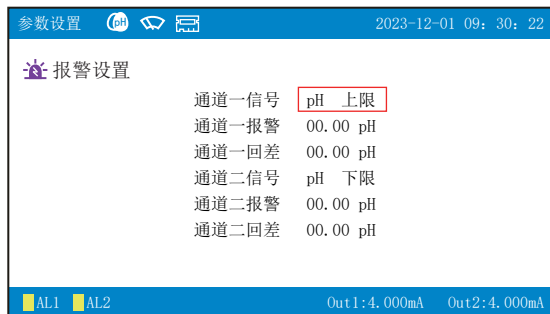 参数设置 pH 2023-12-01 09: 30: 22
报警设置
通道一信号 pH 上限
通道一报警 00.00 pH
通道一回差 00.00 pH
通道二信号 pH 下限
通道二报警 00.00 pH
通道二回差 00.00 pH
AL1 AL2 Out1:4.000mA Out2:4.000mA